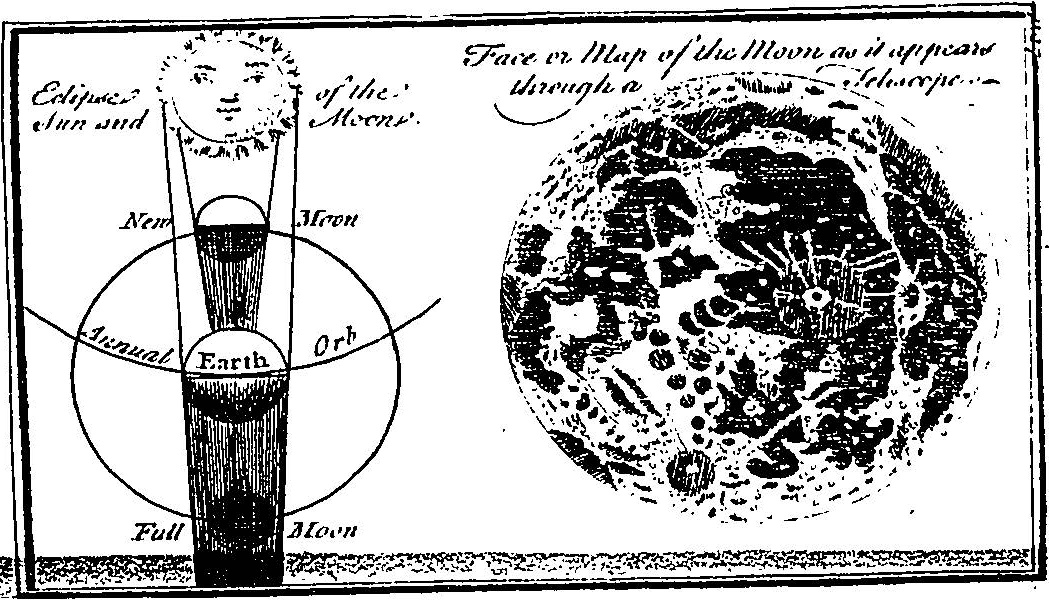 Eclipses of the
Sun and Moons.
New Moon
Annual Orb
Earth
Full Moon
Face or Map of the Moon as it appears
through a Telescope